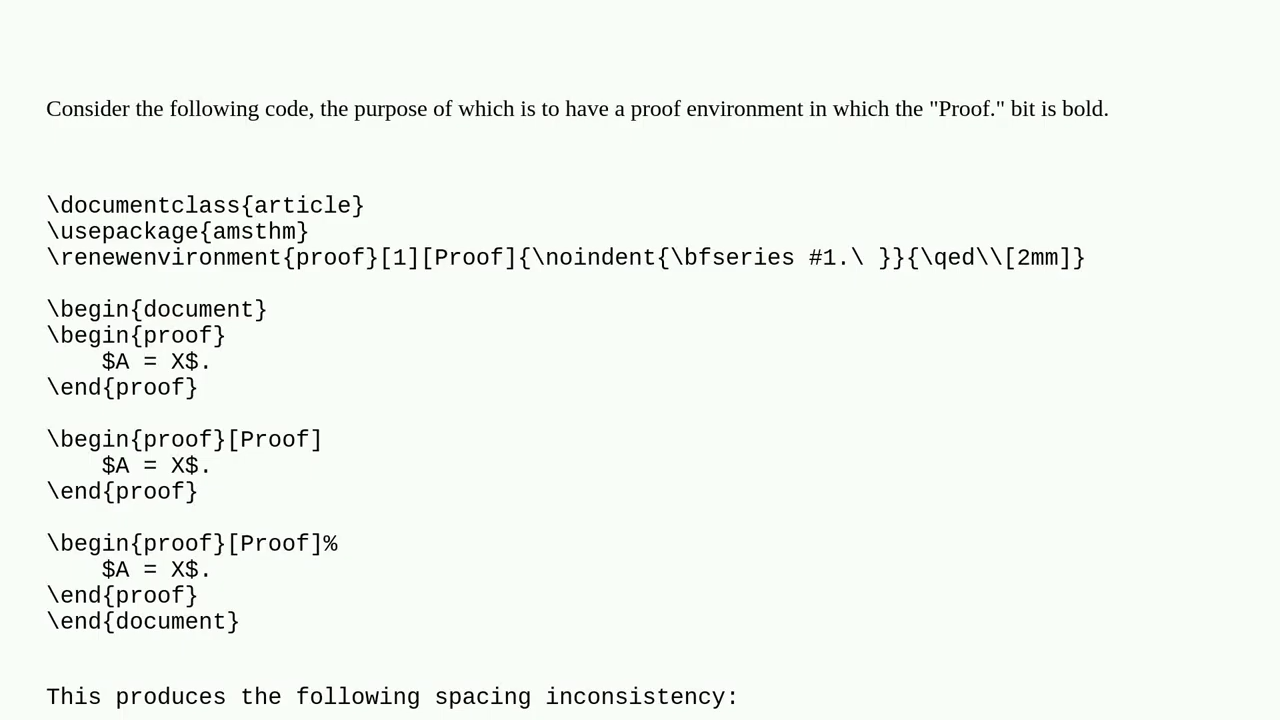 Consider the following code, the purpose of which is to have a proof environment in which the "Proof." bit is bold.
\documentclass{article}
\usepackage{amsthm}
\renewenvironment{proof}[1][Proof]{\noindent{\bfseries #1.\ }}{\qed\\[2mm]}
\begin{document}
\begin{proof}
    $A = X$.
\end{proof}
\begin{proof}[Proof]
    $A = X$.
\end{proof}
\begin{proof}[Proof]%
    $A = X$.
\end{proof}
\end{document}
This produces the following spacing inconsistency: